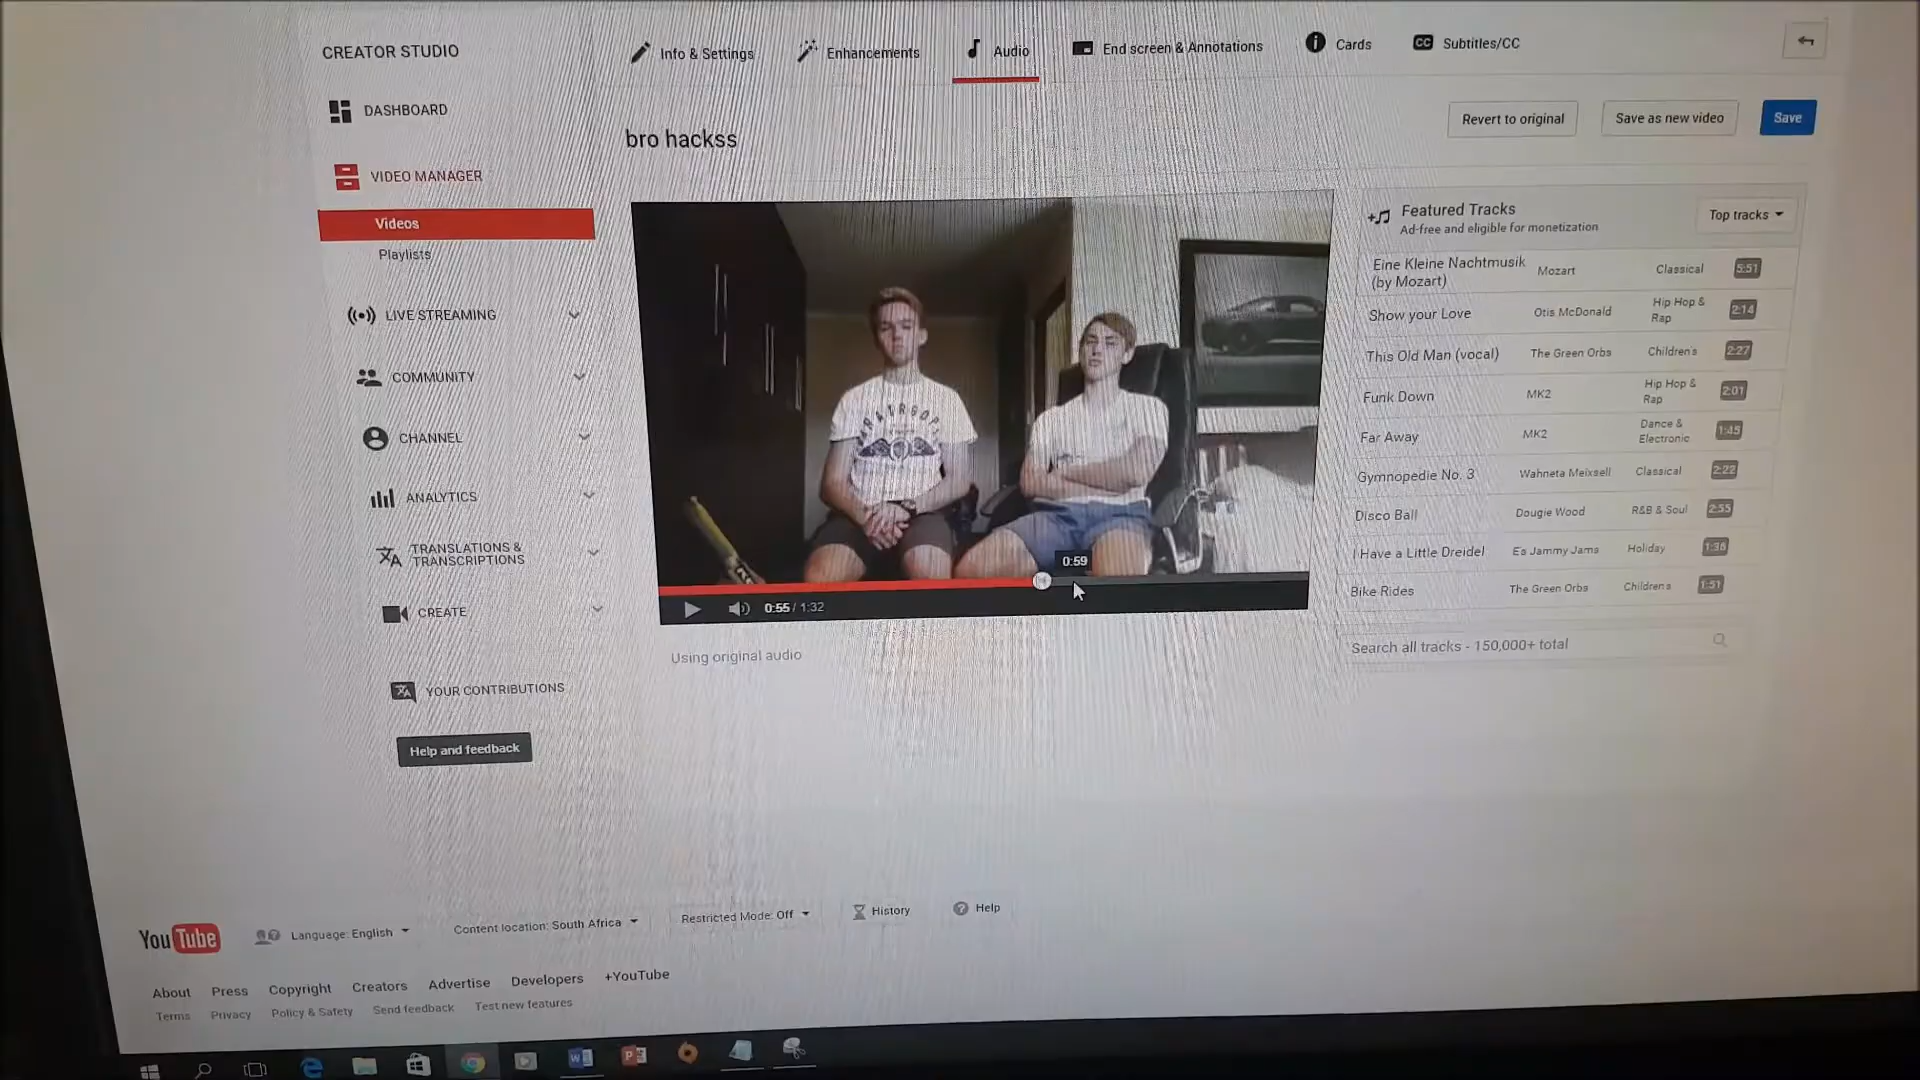 CREATOR STUDIO
Info & Settings
Enhancements
Audio
End screen & Annotations
Cards
CC Subtitles/CC
DASHBOARD
bro hackss
Revert to original
Save as new video
Save
VIDEO MANAGER
Videos
Playlists
LIVE STREAMING
COMMUNITY
CHANNEL
ANALYTICS
TRANSLATIONS &
TRANSCRIPTIONS
CREATE
YOUR CONTRIBUTIONS
Help and feedback
0:59
0:55 / 1:32
Using original audio
Featured Tracks
Ad-free and eligible for monetization
Top tracks
Eine Kleine Nachtmusik (by Mozart) Mozart Classical 5:51
Show your Love Otis McDonald Hip Hop & Rap 2:14
This Old Man (vocal) The Green Orbs Children's 2:27
Funk Down MK2 Hip Hop & Rap 2:01
Far Away MK2 Dance & Electronic 1:45
Gymnopedie No. 3 Wahneta Meixsell Classical 2:22
Disco Ball Dougie Wood R&B & Soul 2:55
I Have a Little Dreidel Ea Jammy Jams Holiday 1:36
Bike Rides The Green Orbs Children's 1:51
Search all tracks - 150,000+ total
YouTube
Language: English
Content location: South Africa
Restricted Mode: Off
History
Help
About Press Copyright Creators Advertise Developers +YouTube
Terms Privacy Policy & Safety Send feedback Test new features